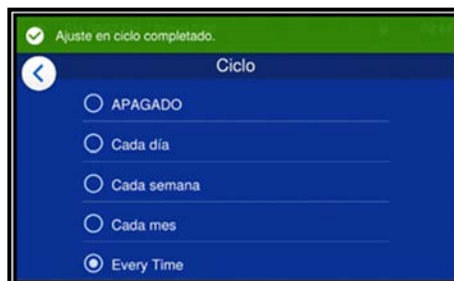 Ajuste en ciclo completado.
Ciclo
APAGADO
Cada día
Cada semana
Cada mes
Every Time